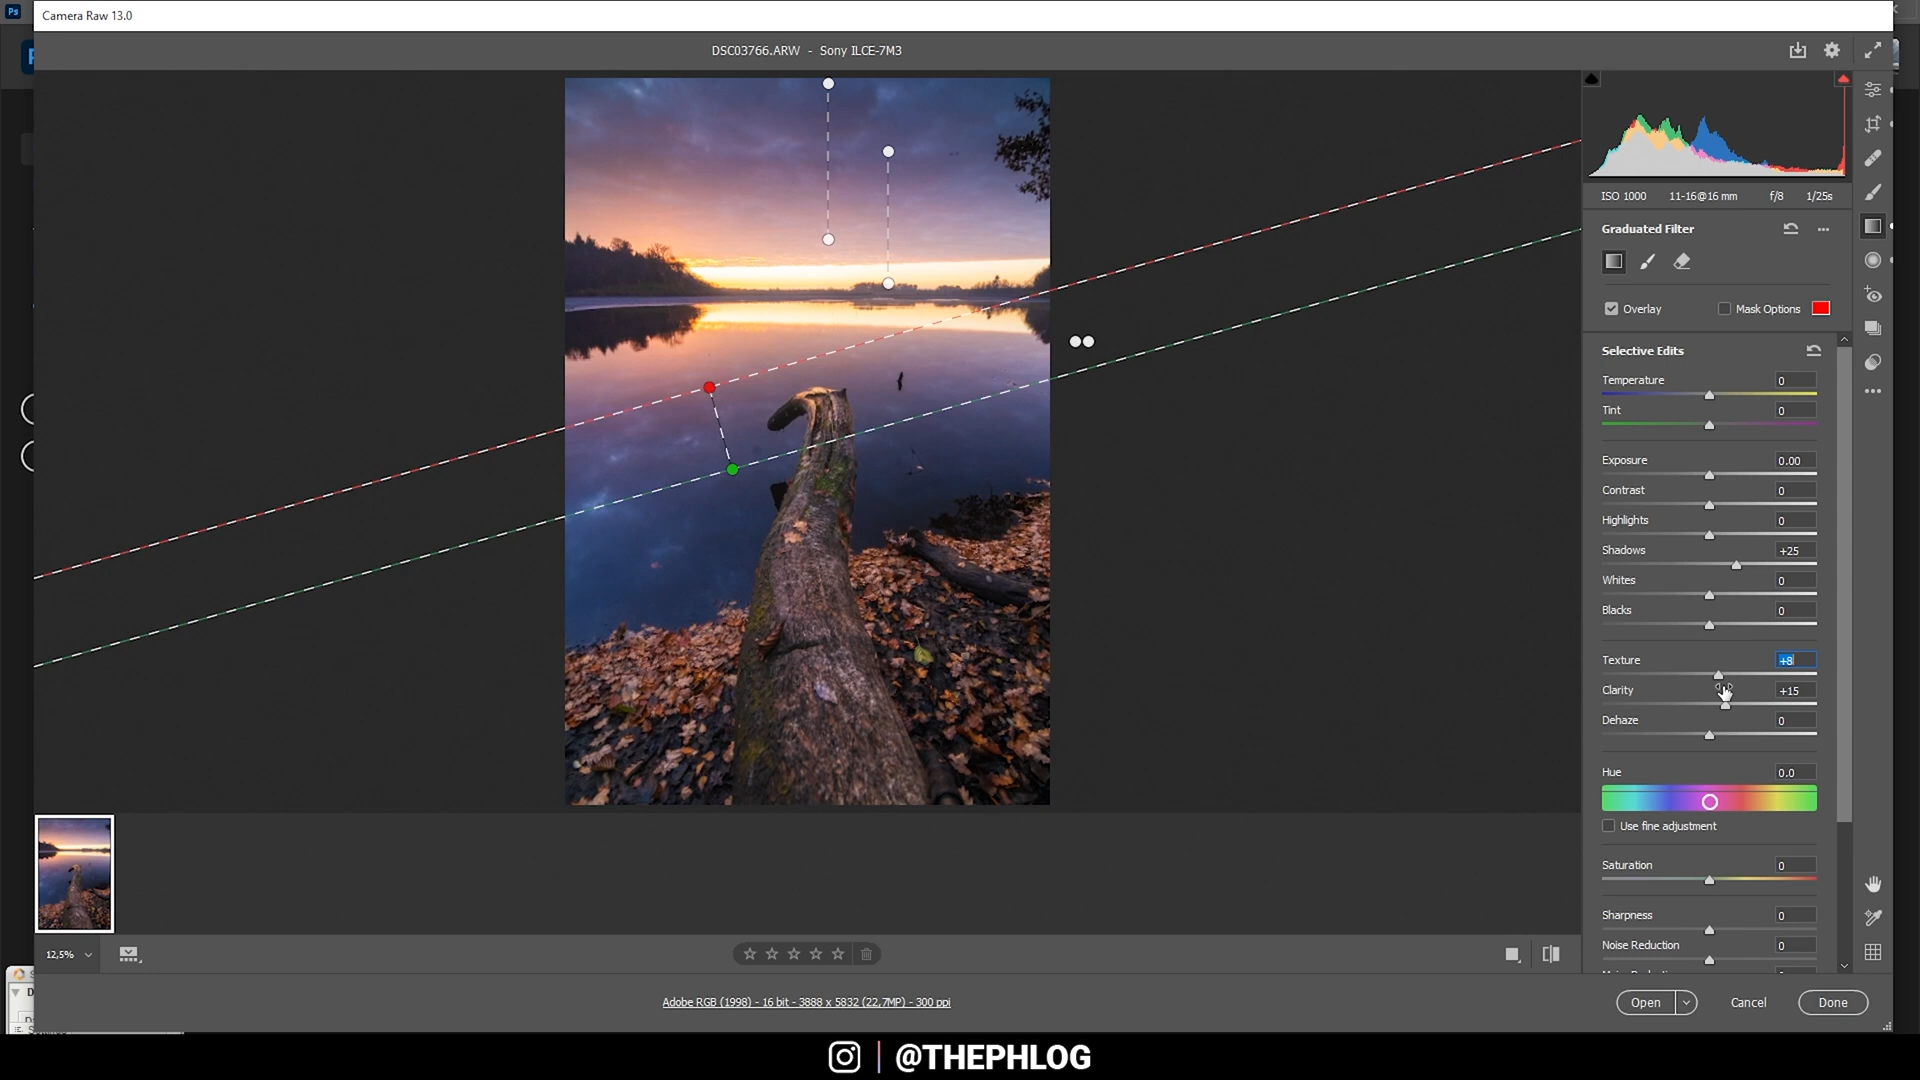 Ps
Camera Raw 13.0
DSC03766.ARW - Sony ILCE-7M3
ISO 1000 11-16@16 mm f/8 1/25s
Graduated Filter
Overlay Mask Options
Selective Edits
Temperature 0
Tint 0
Exposure 0.00
Contrast 0
Highlights 0
Shadows +25
Whites 0
Blacks 0
Texture +8
Clarity +15
Dehaze 0
Hue 0.0
Use fine adjustment
Saturation 0
Sharpness 0
Noise Reduction 0
12,5%
Adobe RGB (1998) - 16 bit - 3888 x 5832 (22,7MP) - 300 ppi
Open Cancel Done
@THEPHLOG